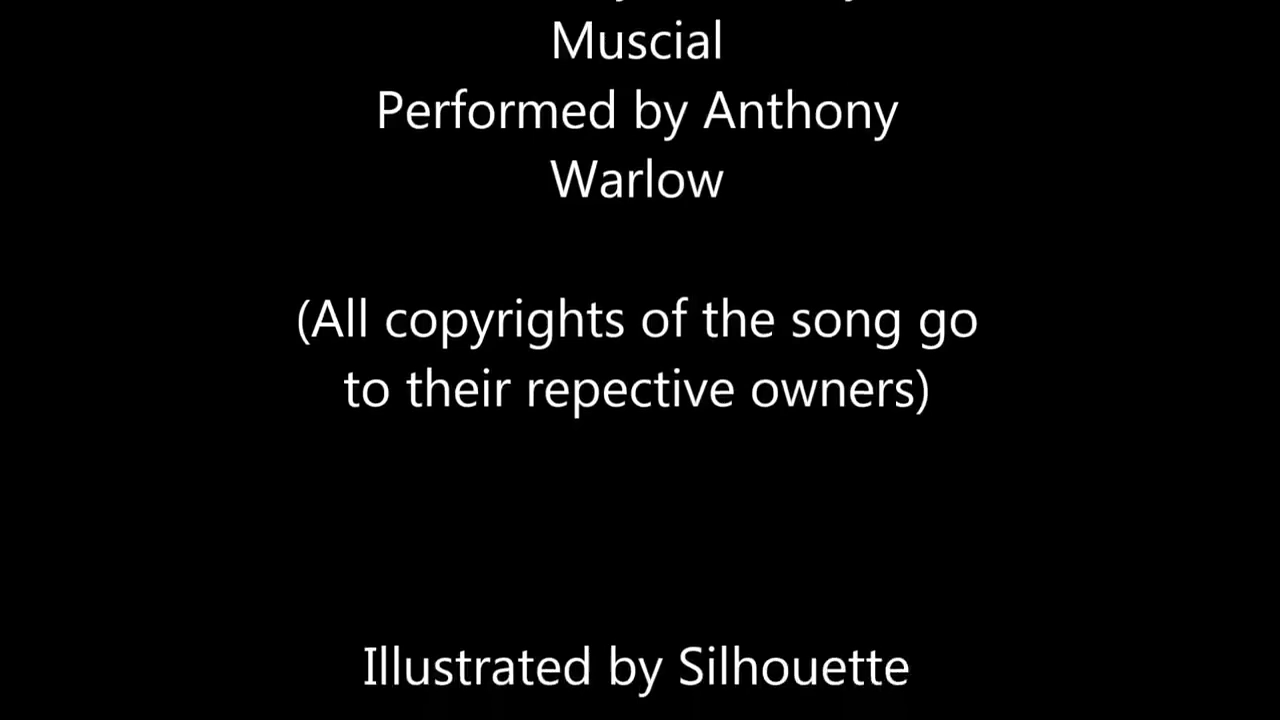 Muscial
Performed by Anthony
Warlow
(All copyrights of the song go
to their repective owners)
Illustrated by Silhouette